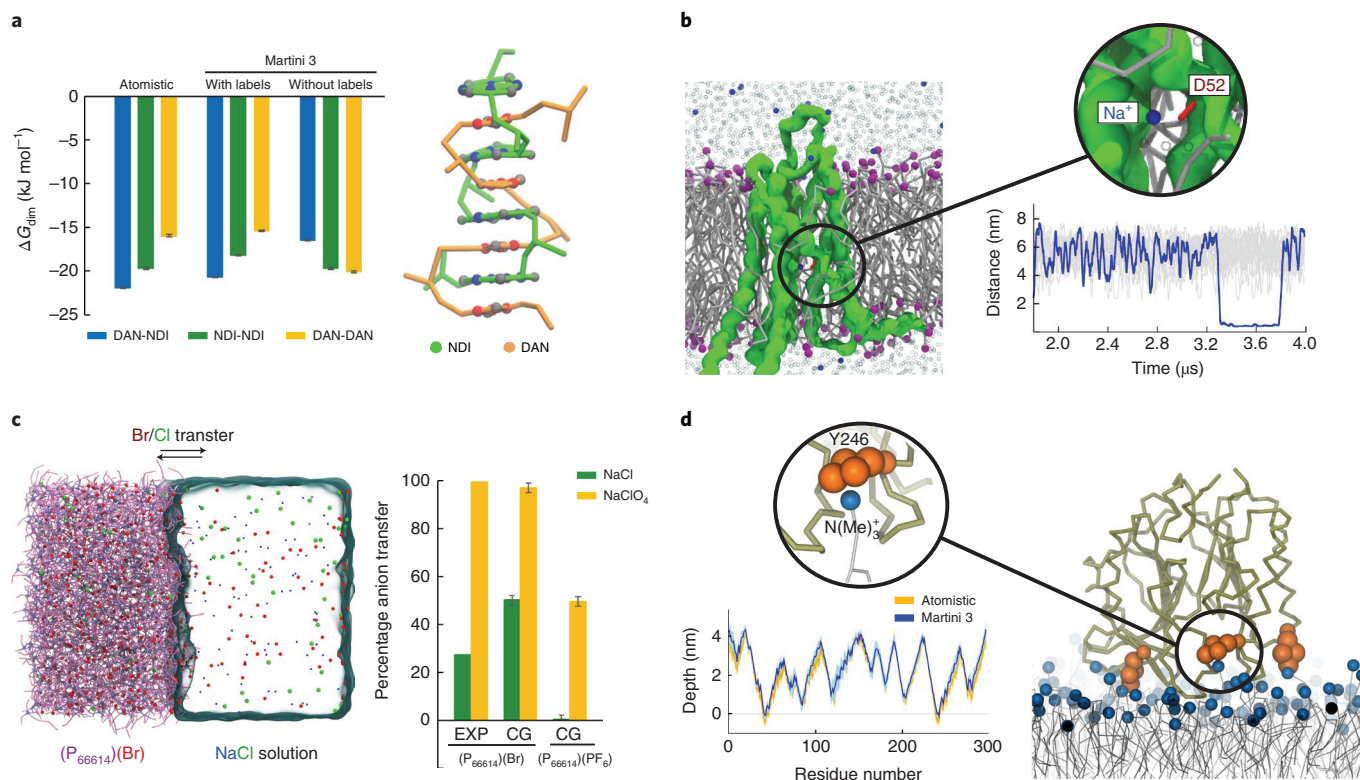 a
Martini 3
Atomistic
With labels
Without labels
0
–5
–10
–15
–20
–25
ΔG_dim (kJ mol⁻¹)
DAN-NDI
NDI-NDI
DAN-DAN
NDI
DAN
b
D52
Na⁺
Distance (nm)
8
6
4
2
2.0
2.4
2.8
3.2
3.6
4.0
Time (μs)
c
Br/Cl transfer
(P₆₆₆₁₄)(Br)
NaCl solution
NaCl
NaClO₄
Percentage anion transfer
100
80
60
40
20
0
EXP
CG
CG
(P₆₆₆₁₄)(Br)
(P₆₆₆₁₄)(PF₆)
d
Y246
N(Me)₃⁺
Atomistic
Martini 3
Depth (nm)
4
3
2
1
0
0
100
200
300
Residue number